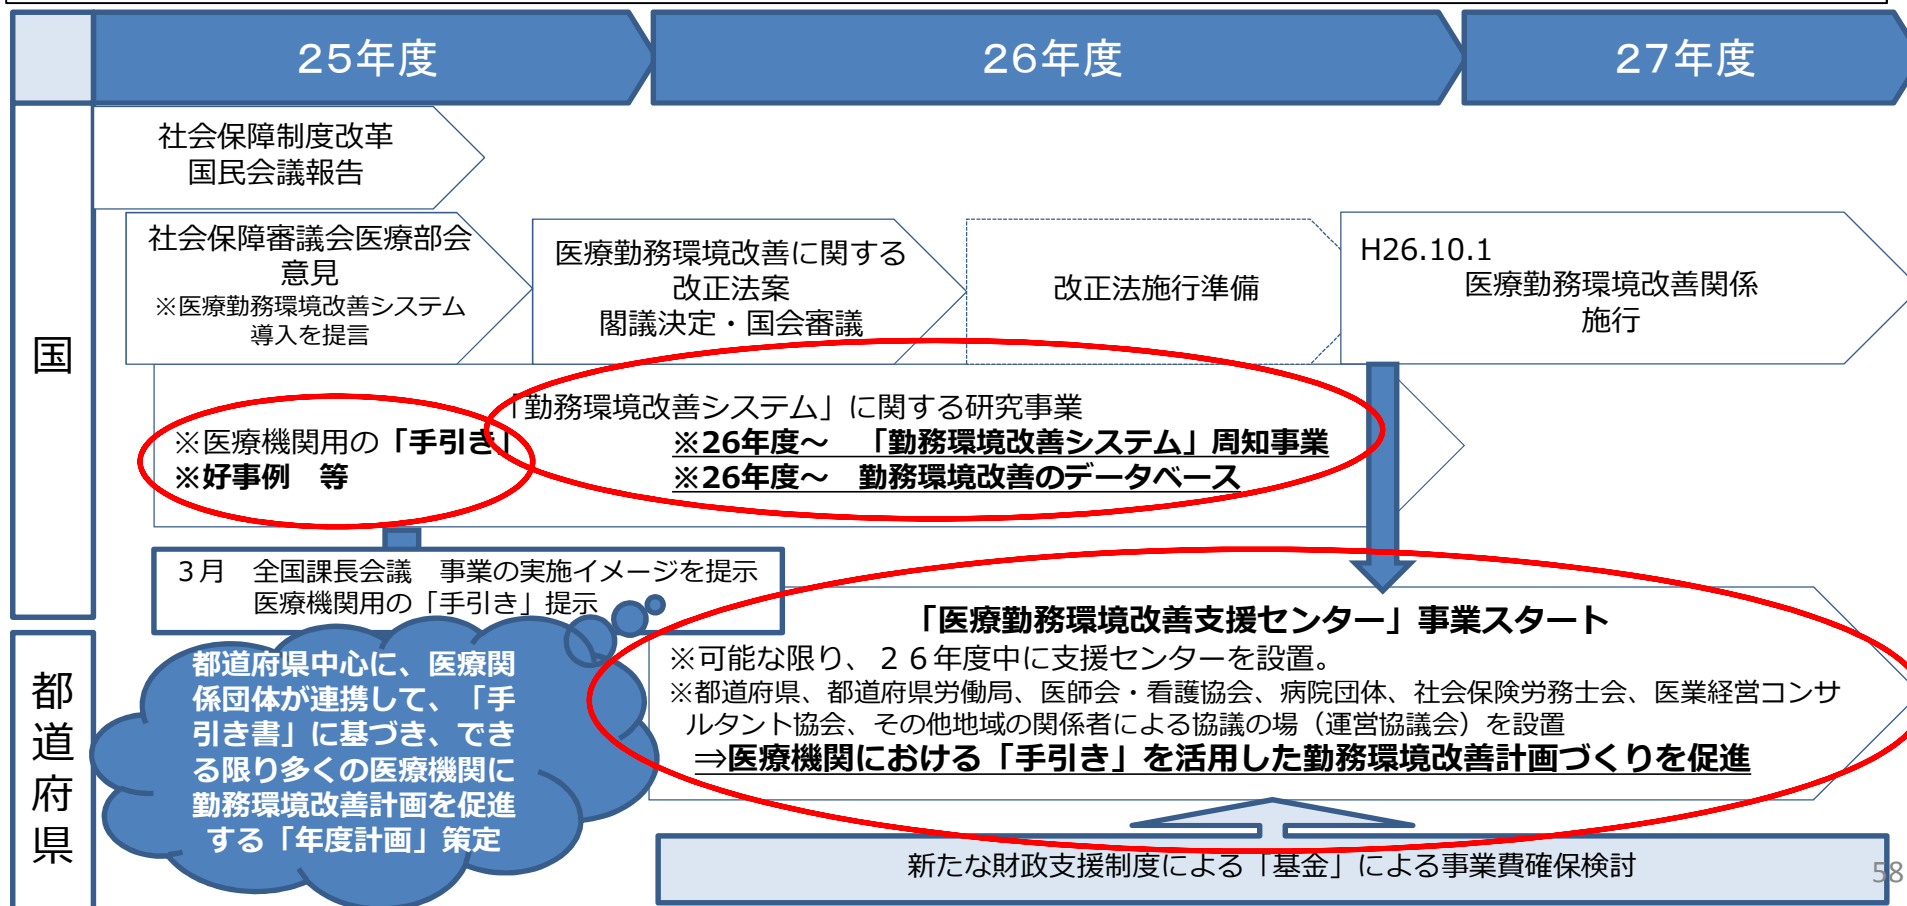 25年度
26年度
27年度
国
社会保障制度改革
国民会議報告
社会保障審議会医療部会
意見
※医療勤務環境改善システム
導入を提言
医療勤務環境改善に関する
改正法案
閣議決定・国会審議
改正法施行準備
H26.10.1
医療勤務環境改善関係
施行
「勤務環境改善システム」に関する研究事業
※医療機関用の「手引き」
※好事例　等
※26年度～　「勤務環境改善システム」周知事業
※26年度～　勤務環境改善のデータベース
３月　全国課長会議　事業の実施イメージを提示
医療機関用の「手引き」提示
都道府県
都道府県中心に、医療関
係団体が連携して、「手
引き書」に基づき、でき
る限り多くの医療機関に
勤務環境改善計画を促進
する「年度計画」策定
「医療勤務環境改善支援センター」事業スタート
※可能な限り、２６年度中に支援センターを設置。
※都道府県、都道府県労働局、医師会・看護協会、病院団体、社会保険労務士会、医業経営コンサ
ルタント協会、その他地域の関係者による協議の場（運営協議会）を設置
⇒医療機関における「手引き」を活用した勤務環境改善計画づくりを促進
新たな財政支援制度による「基金」による事業費確保検討
58